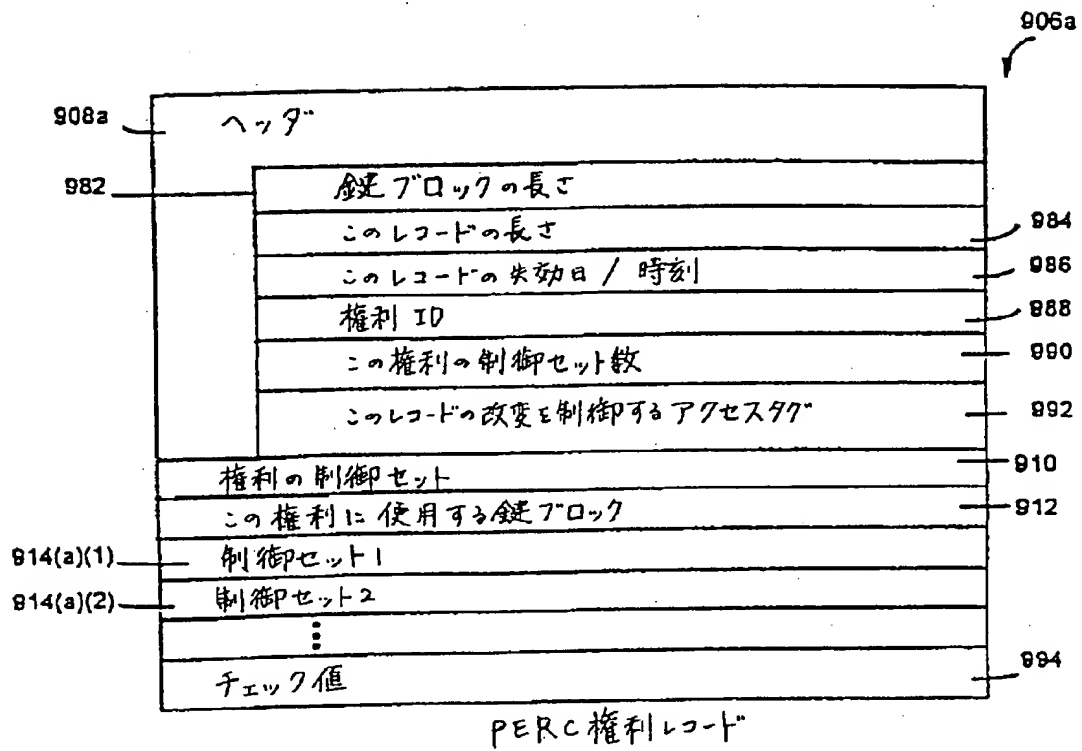 906a
908a ヘッダ
982 鍵ブロックの長さ
このレコードの長さ 984
このレコードの失効日 / 時刻 986
権利 ID 988
この権利の制御セット数 990
このレコードの改変を制御するアクセスタグ 992
権利の制御セット 910
この権利に使用する鍵ブロック 912
914(a)(1) 制御セット1
914(a)(2) 制御セット2
チェック値 994
PERC権利レコード